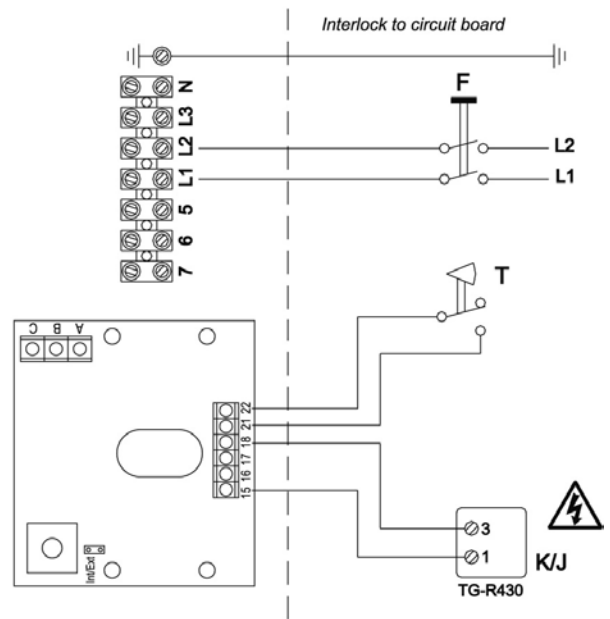 Interlock to circuit board
N
L3
L2
L1
5
6
7
F
L2
L1
T
C B A
22
21
18
17
16
15
Int/Ext
3
1
K/J
TG-R430